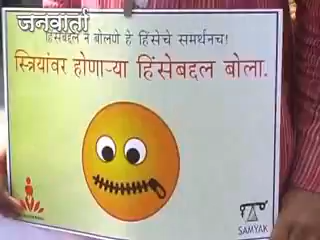 जनवार्ता
हिंसेबद्दल न बोलणे हे हिंसेचे समर्थनच!
स्त्रियांवर होणाऱ्या हिंसेबद्दल बोला.
SAMYAK